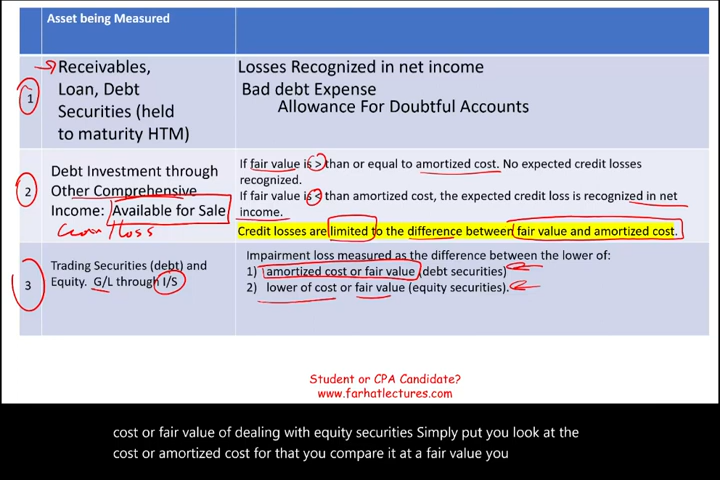 Asset being Measured
1
Receivables,
Loan, Debt
Securities (held
to maturity HTM)
Losses Recognized in net income
Bad debt Expense
Allowance For Doubtful Accounts
2
Debt Investment through
Other Comprehensive
Income: Available for Sale
/ loss
If fair value is > than or equal to amortized cost. No expected credit losses
recognized.
If fair value is < than amortized cost, the expected credit loss is recognized in net
income.
Credit losses are limited to the difference between fair value and amortized cost.
3
Trading Securities (debt) and
Equity. G/L through I/S
Impairment loss measured as the difference between the lower of:
1) amortized cost or fair value (debt securities)
2) lower of cost or fair value (equity securities).
Student or CPA Candidate?
www.farhatlectures.com
cost or fair value of dealing with equity securities Simply put you look at the
cost or amortized cost for that you compare it at a fair value you